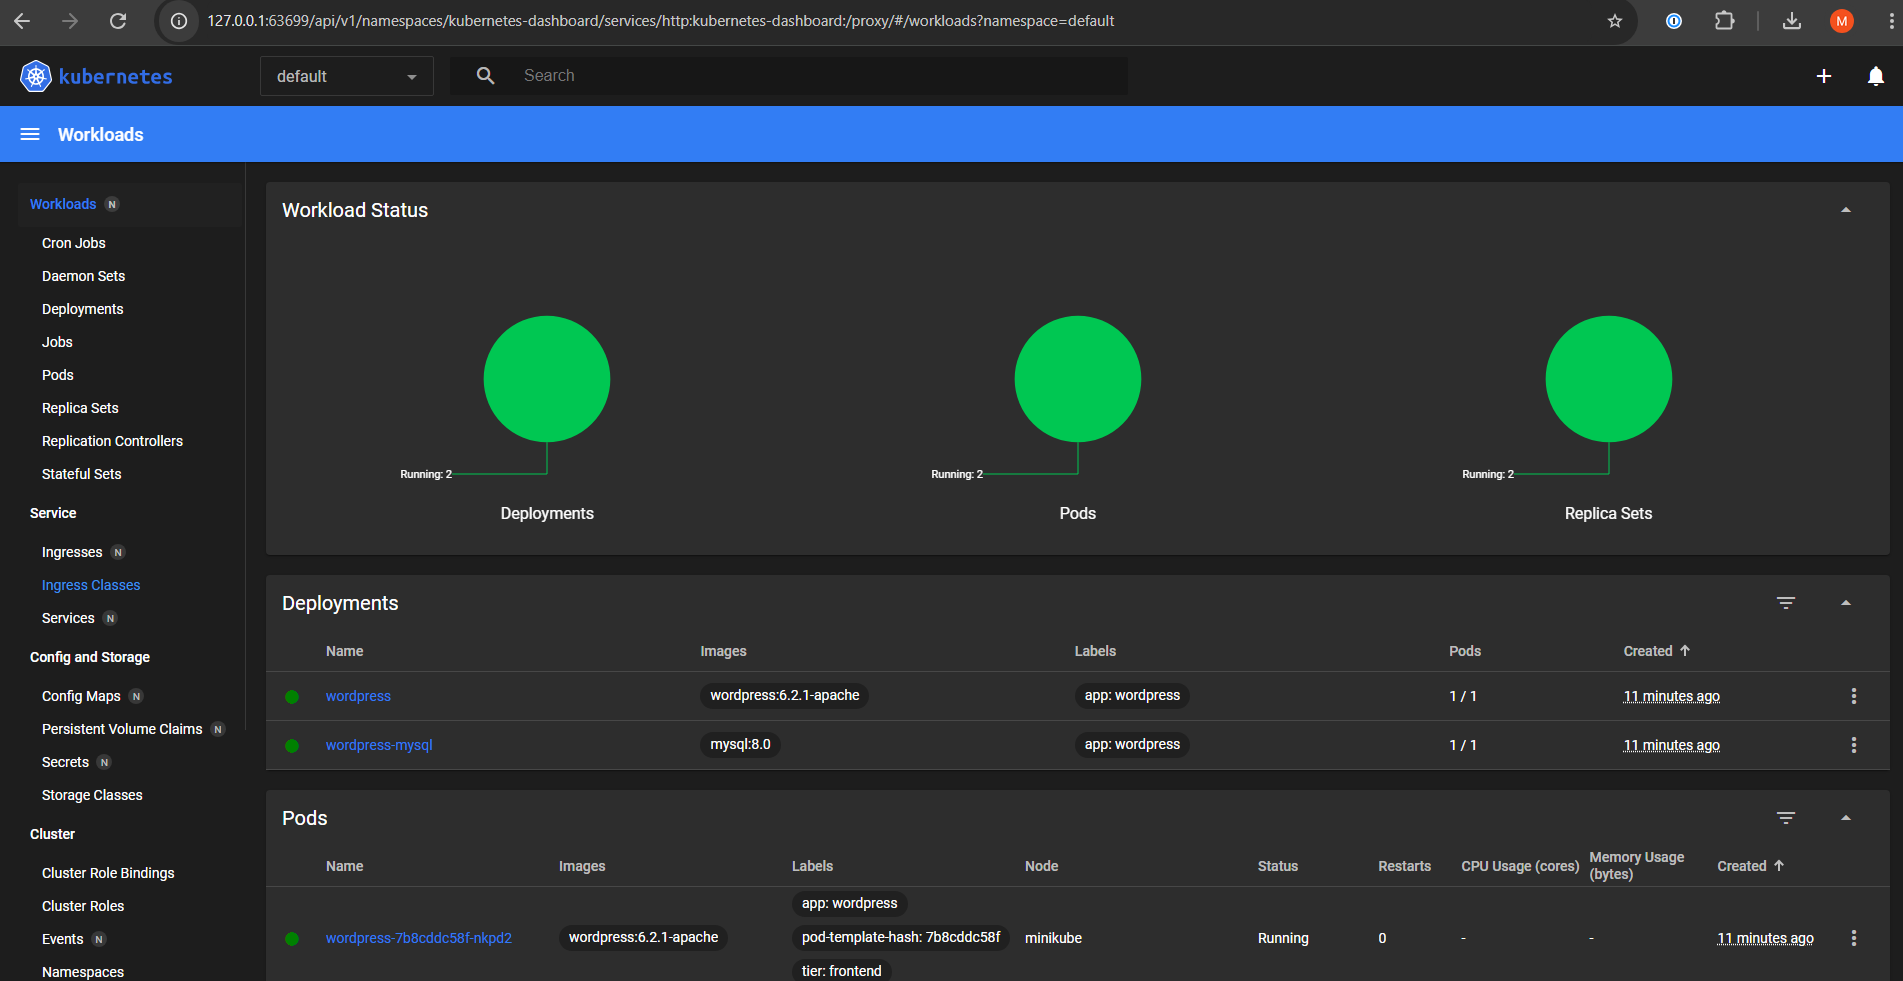 127.0.0.1:63699/api/v1/namespaces/kubernetes-dashboard/services/http:kubernetes-dashboard:/proxy/#/workloads?namespace=default
M
kubernetes
default
Search
Workloads
Workloads N
Cron Jobs
Daemon Sets
Deployments
Jobs
Pods
Replica Sets
Replication Controllers
Stateful Sets
Service
Ingresses N
Ingress Classes
Services N
Config and Storage
Config Maps N
Persistent Volume Claims N
Secrets N
Storage Classes
Cluster
Cluster Role Bindings
Cluster Roles
Events N
Namespaces
Workload Status
Running: 2
Deployments
Running: 2
Pods
Running: 2
Replica Sets
Deployments
Name Images Labels Pods Created
wordpress wordpress:6.2.1-apache app: wordpress 1 / 1 11 minutes ago
wordpress-mysql mysql:8.0 app: wordpress 1 / 1 11 minutes ago
Pods
Name Images Labels Node Status Restarts CPU Usage (cores) Memory Usage (bytes) Created
app: wordpress
wordpress-7b8cddc58f-nkpd2 wordpress:6.2.1-apache pod-template-hash: 7b8cddc58f minikube Running 0 - - 11 minutes ago
tier: frontend